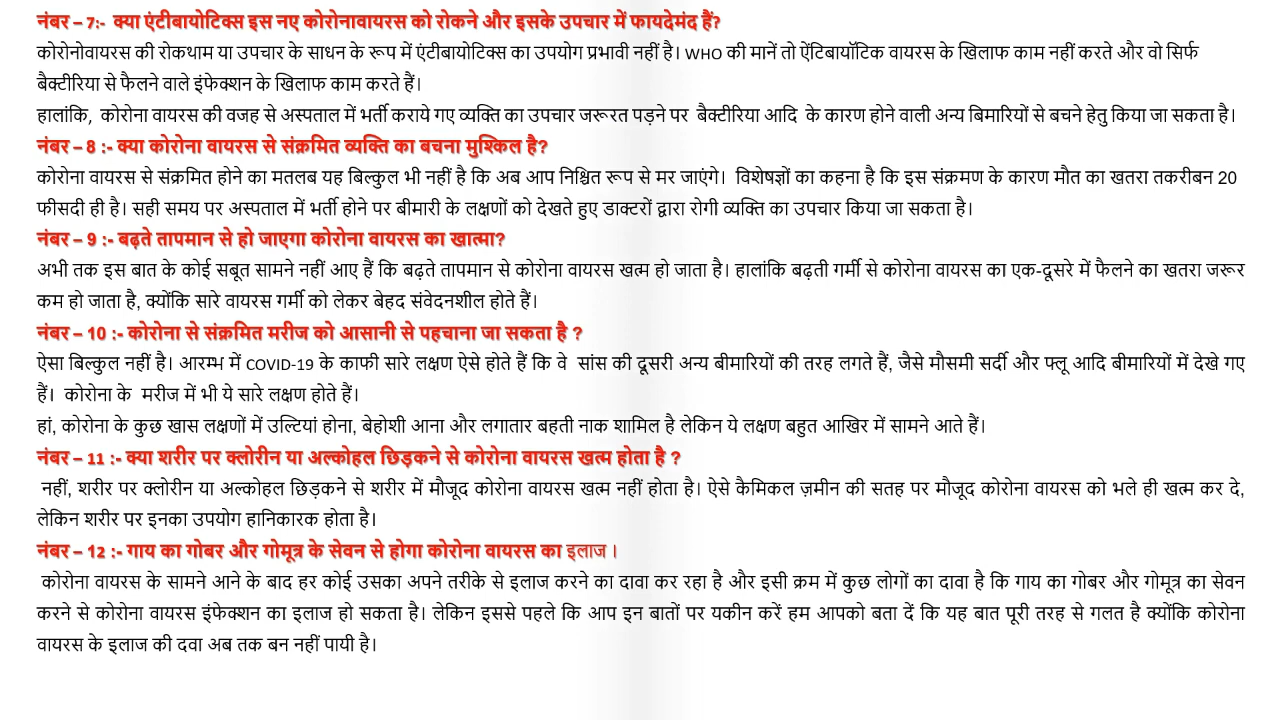 नंबर – 7:- क्या एंटीबायोटिक्स इस नए कोरोनावायरस को रोकने और इसके उपचार में फायदेमंद हैं?
कोरोनोवायरस की रोकथाम या उपचार के साधन के रूप में एंटीबायोटिक्स का उपयोग प्रभावी नहीं है। WHO की मानें तो ऐंटिबायॉटिक वायरस के खिलाफ काम नहीं करते और वो सिर्फ
बैक्टीरिया से फैलने वाले इंफेक्शन के खिलाफ काम करते हैं।
हालांकि, कोरोना वायरस की वजह से अस्पताल में भर्ती कराये गए व्यक्ति का उपचार जरूरत पड़ने पर बैक्टीरिया आदि के कारण होने वाली अन्य बिमारियों से बचने हेतु किया जा सकता है।
नंबर – 8 :- क्या कोरोना वायरस से संक्रमित व्यक्ति का बचना मुश्किल है?
कोरोना वायरस से संक्रमित होने का मतलब यह बिल्कुल भी नहीं है कि अब आप निश्चित रूप से मर जाएंगे। विशेषज्ञों का कहना है कि इस संक्रमण के कारण मौत का खतरा तकरीबन 20
फीसदी ही है। सही समय पर अस्पताल में भर्ती होने पर बीमारी के लक्षणों को देखते हुए डाक्टरों द्वारा रोगी व्यक्ति का उपचार किया जा सकता है।
नंबर – 9 :- बढ़ते तापमान से हो जाएगा कोरोना वायरस का खात्मा?
अभी तक इस बात के कोई सबूत सामने नहीं आए हैं कि बढ़ते तापमान से कोरोना वायरस खत्म हो जाता है। हालांकि बढ़ती गर्मी से कोरोना वायरस का एक-दूसरे में फैलने का खतरा जरूर
कम हो जाता है, क्योंकि सारे वायरस गर्मी को लेकर बेहद संवेदनशील होते हैं।
नंबर – 10 :- कोरोना से संक्रमित मरीज को आसानी से पहचाना जा सकता है ?
ऐसा बिल्कुल नहीं है। आरम्भ में COVID-19 के काफी सारे लक्षण ऐसे होते हैं कि वे सांस की दूसरी अन्य बीमारियों की तरह लगते हैं, जैसे मौसमी सर्दी और फ्लू आदि बीमारियों में देखे गए
हैं। कोरोना के मरीज में भी ये सारे लक्षण होते हैं।
हां, कोरोना के कुछ खास लक्षणों में उल्टियां होना, बेहोशी आना और लगातार बहती नाक शामिल है लेकिन ये लक्षण बहुत आखिर में सामने आते हैं।
नंबर – 11 :- क्या शरीर पर क्लोरीन या अल्कोहल छिड़कने से कोरोना वायरस खत्म होता है ?
नहीं, शरीर पर क्लोरीन या अल्कोहल छिड़कने से शरीर में मौजूद कोरोना वायरस खत्म नहीं होता है। ऐसे कैमिकल ज़मीन की सतह पर मौजूद कोरोना वायरस को भले ही खत्म कर दे,
लेकिन शरीर पर इनका उपयोग हानिकारक होता है।
नंबर – 12 :- गाय का गोबर और गोमूत्र के सेवन से होगा कोरोना वायरस का इलाज ।
कोरोना वायरस के सामने आने के बाद हर कोई उसका अपने तरीके से इलाज करने का दावा कर रहा है और इसी क्रम में कुछ लोगों का दावा है कि गाय का गोबर और गोमूत्र का सेवन
करने से कोरोना वायरस इंफेक्शन का इलाज हो सकता है। लेकिन इससे पहले कि आप इन बातों पर यकीन करें हम आपको बता दें कि यह बात पूरी तरह से गलत है क्योंकि कोरोना
वायरस के इलाज की दवा अब तक बन नहीं पायी है।